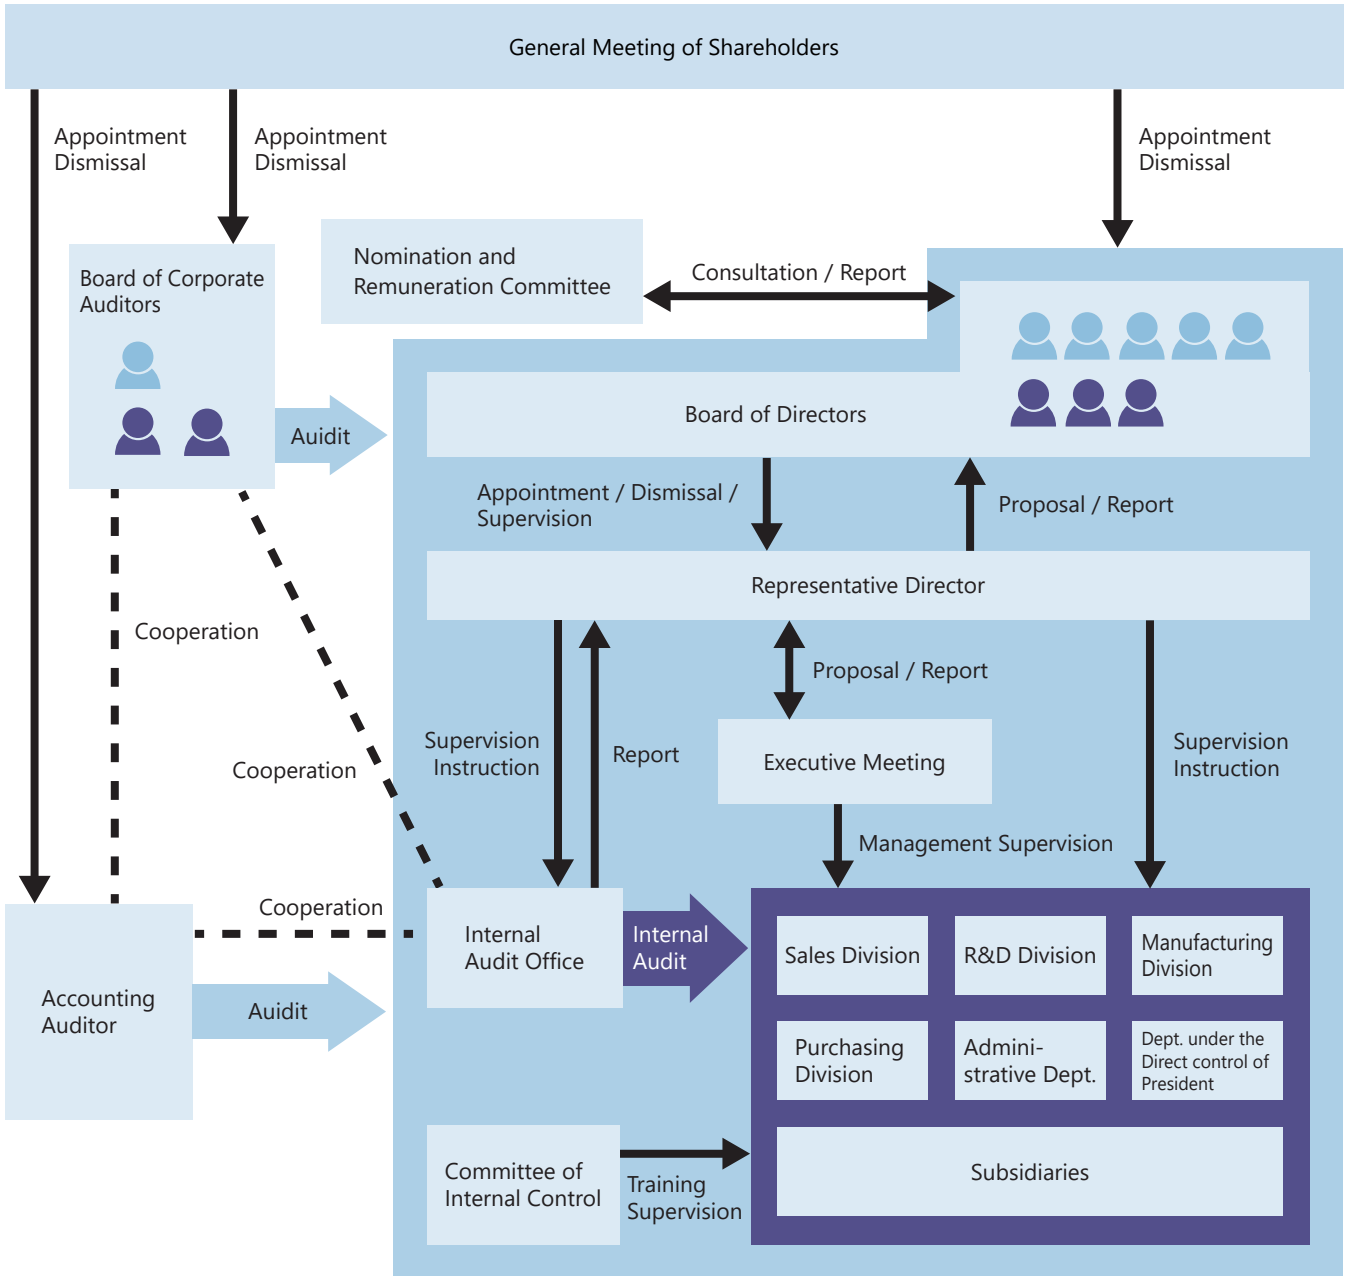 General Meeting of Shareholders
Appointment
Dismissal
Appointment
Dismissal
Appointment
Dismissal
Board of Corporate
Auditors
Nomination and
Remuneration Committee
Consultation / Report
Auidit
Board of Directors
Appointment / Dismissal /
Supervision
Proposal / Report
Representative Director
Cooperation
Proposal / Report
Supervision
Instruction
Report
Executive Meeting
Supervision
Instruction
Cooperation
Management Supervision
Cooperation
Internal
Audit Office
Internal
Audit
Sales Division
R&D Division
Manufacturing
Division
Accounting
Auditor
Auidit
Purchasing
Division
Admini-
strative Dept.
Dept. under the
Direct control of
President
Committee of
Internal Control
Training
Supervision
Subsidiaries